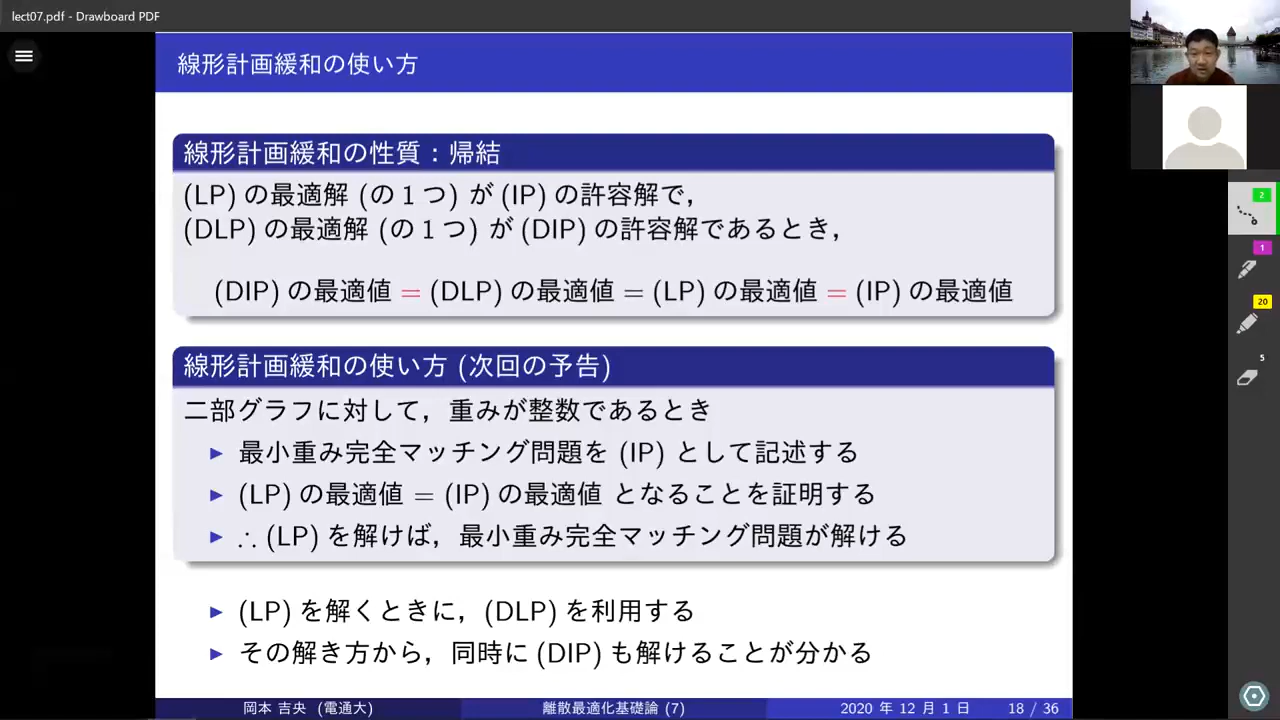 lect07.pdf - Drawboard PDF
線形計画緩和の使い方
線形計画緩和の性質：帰結
(LP) の最適解 (の１つ) が (IP) の許容解で，
(DLP) の最適解 (の１つ) が (DIP) の許容解であるとき，
(DIP) の最適値 = (DLP) の最適値 = (LP) の最適値 = (IP) の最適値
線形計画緩和の使い方 (次回の予告)
二部グラフに対して，重みが整数であるとき
▶ 最小重み完全マッチング問題を (IP) として記述する
▶ (LP) の最適値 = (IP) の最適値 となることを証明する
▶ ∴ (LP) を解けば，最小重み完全マッチング問題が解ける
▶ (LP) を解くときに，(DLP) を利用する
▶ その解き方から，同時に (DIP) も解けることが分かる
岡本 吉央 (電通大) 離散最適化基礎論 (7) 2020 年 12 月 1 日 18 / 36
2
1
20
5